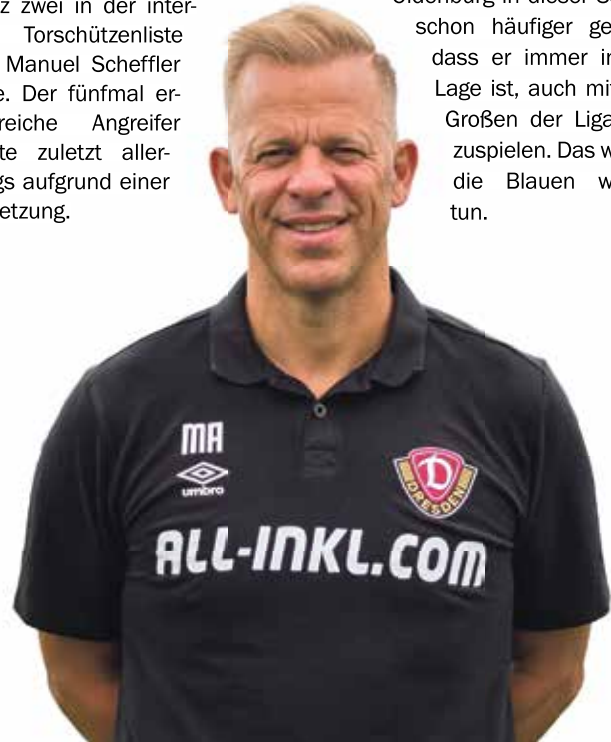 z zwei in der inter-
Torschützenliste
Manuel Scheffler
e. Der fünfmal er-
reiche Angreifer
te zuletzt aller-
gs aufgrund einer
etzung.
in dieser
schon häufiger ge
dass er immer in
Lage ist, auch mit
Großen der Liga
zuspielen. Das w
die Blauen w
tun.
MA
umbro
D
DRESDEN
ALL-INKL.COM